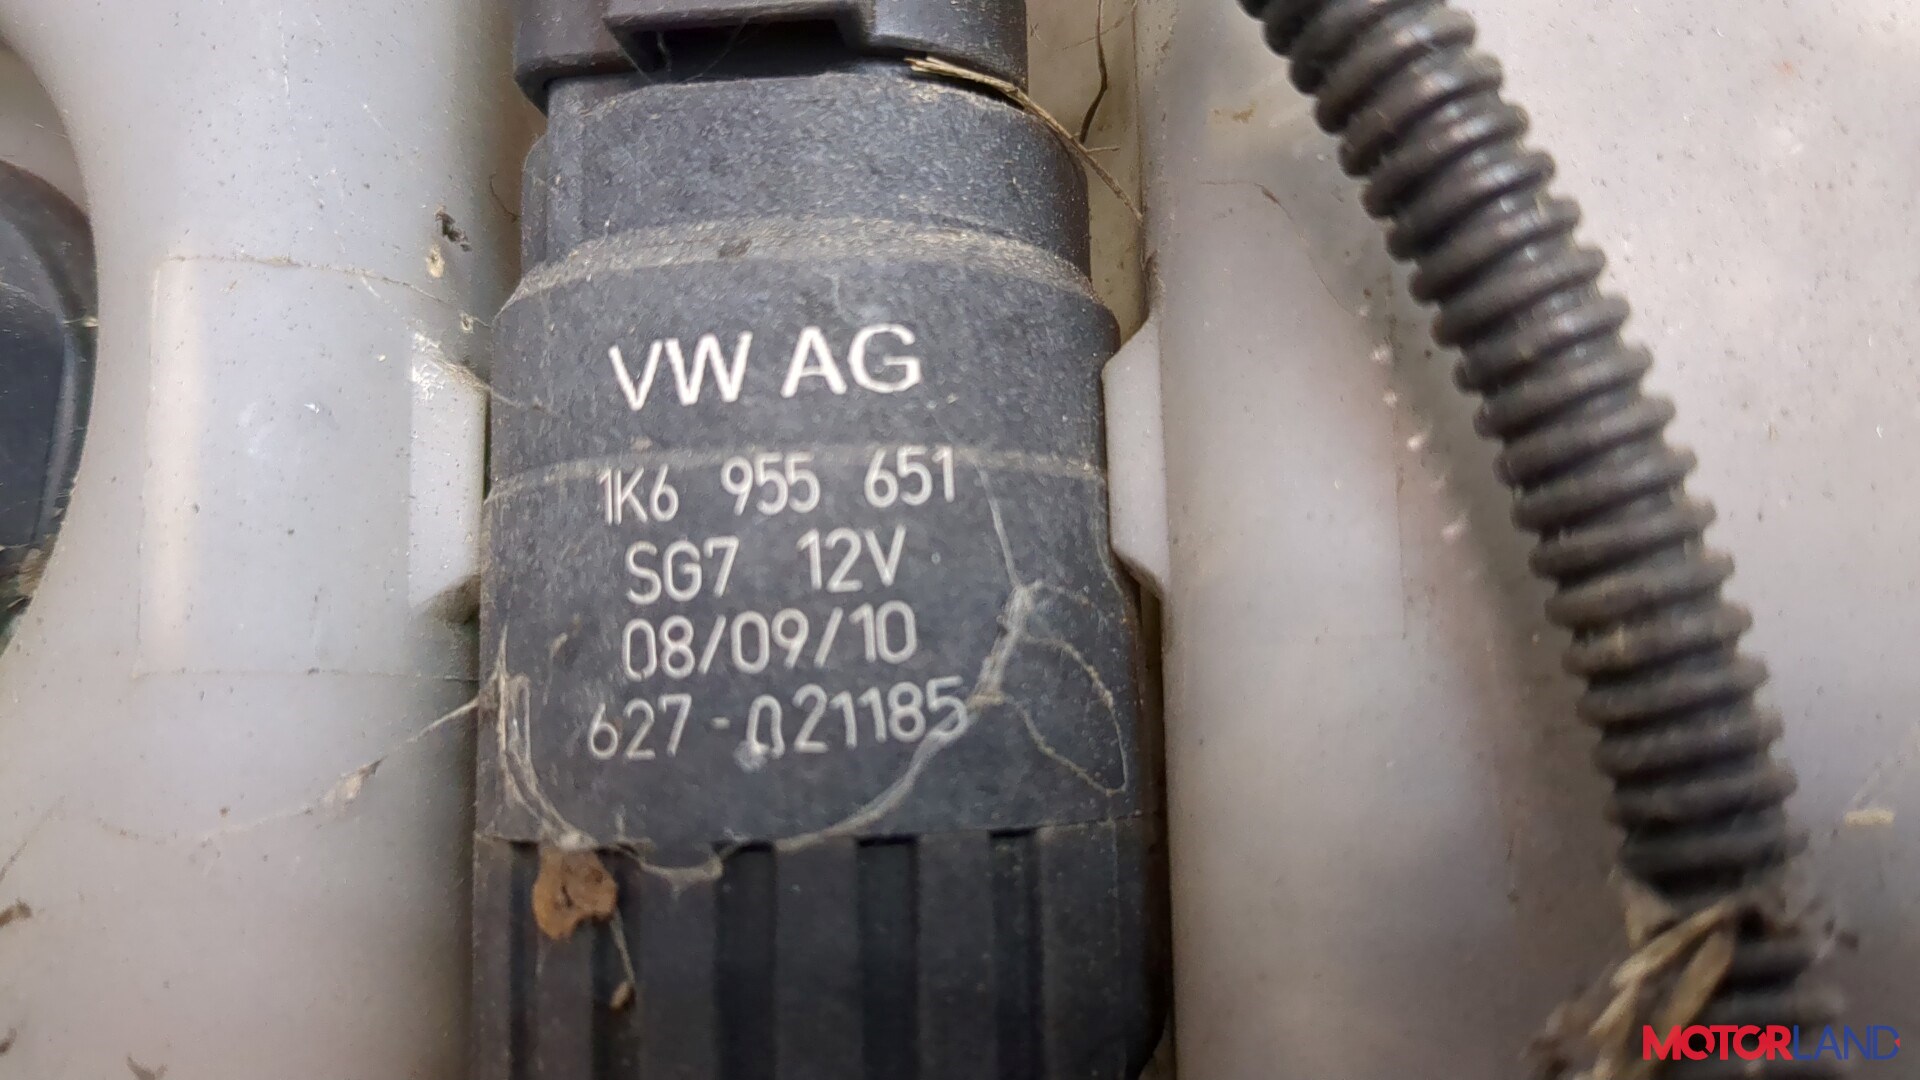 VW AG
1K6 955 651
SG7 12V
08/09/10
627-021185
MOTORLAND